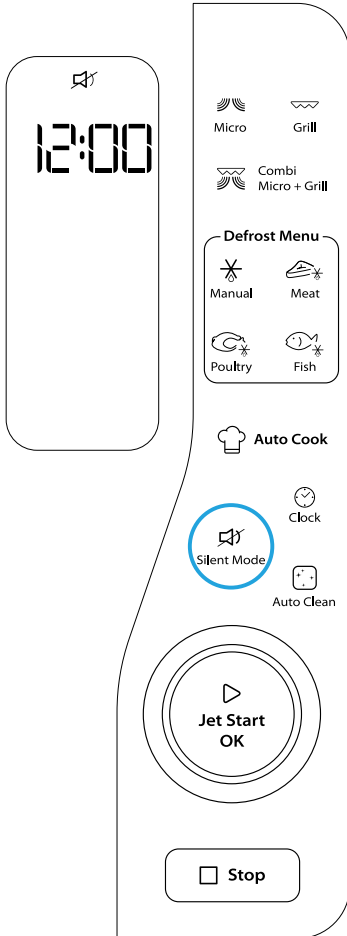 12:00
Micro
Grill
Combi
Micro + Grill
Defrost Menu
Manual
Meat
Poultry
Fish
Auto Cook
Clock
Silent Mode
Auto Clean
Jet Start
OK
Stop